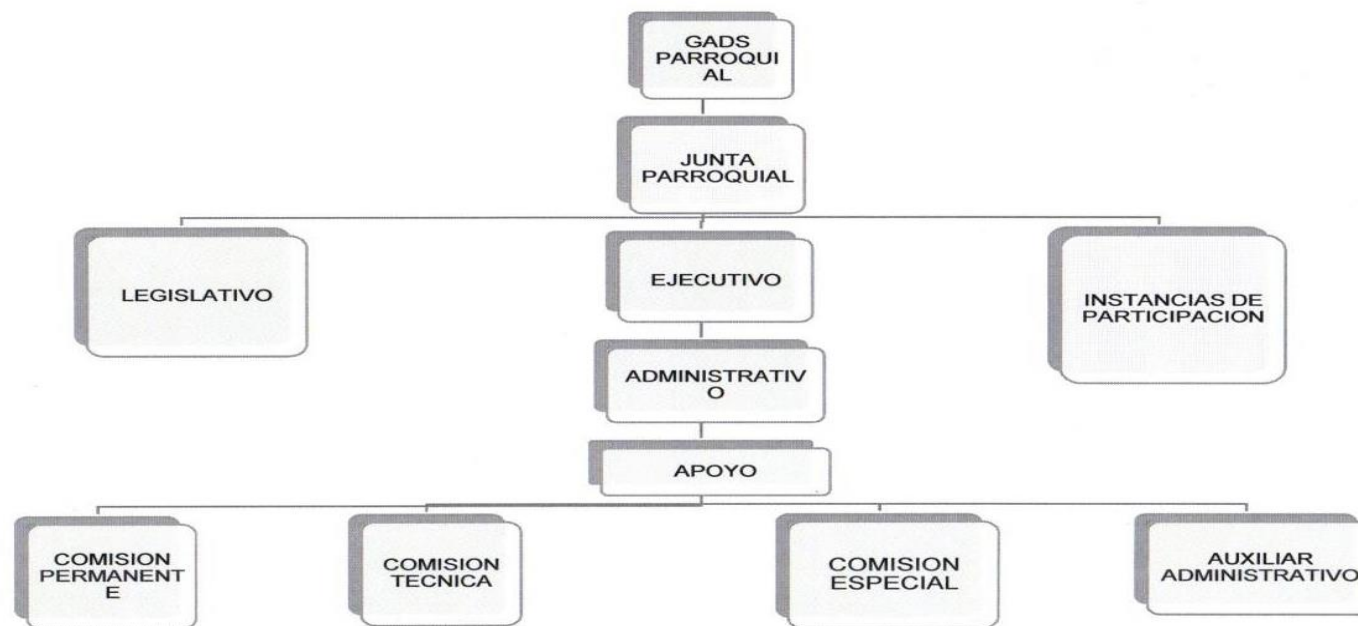 GADS
PARROQUI
AL
JUNTA
PARROQUIAL
LEGISLATIVO
EJECUTIVO
INSTANCIAS DE
PARTICIPACION
ADMINISTRATIV
O
APOYO
COMISION
PERMANENT
E
COMISION
TECNICA
COMISION
ESPECIAL
AUXILIAR
ADMINISTRATIVO